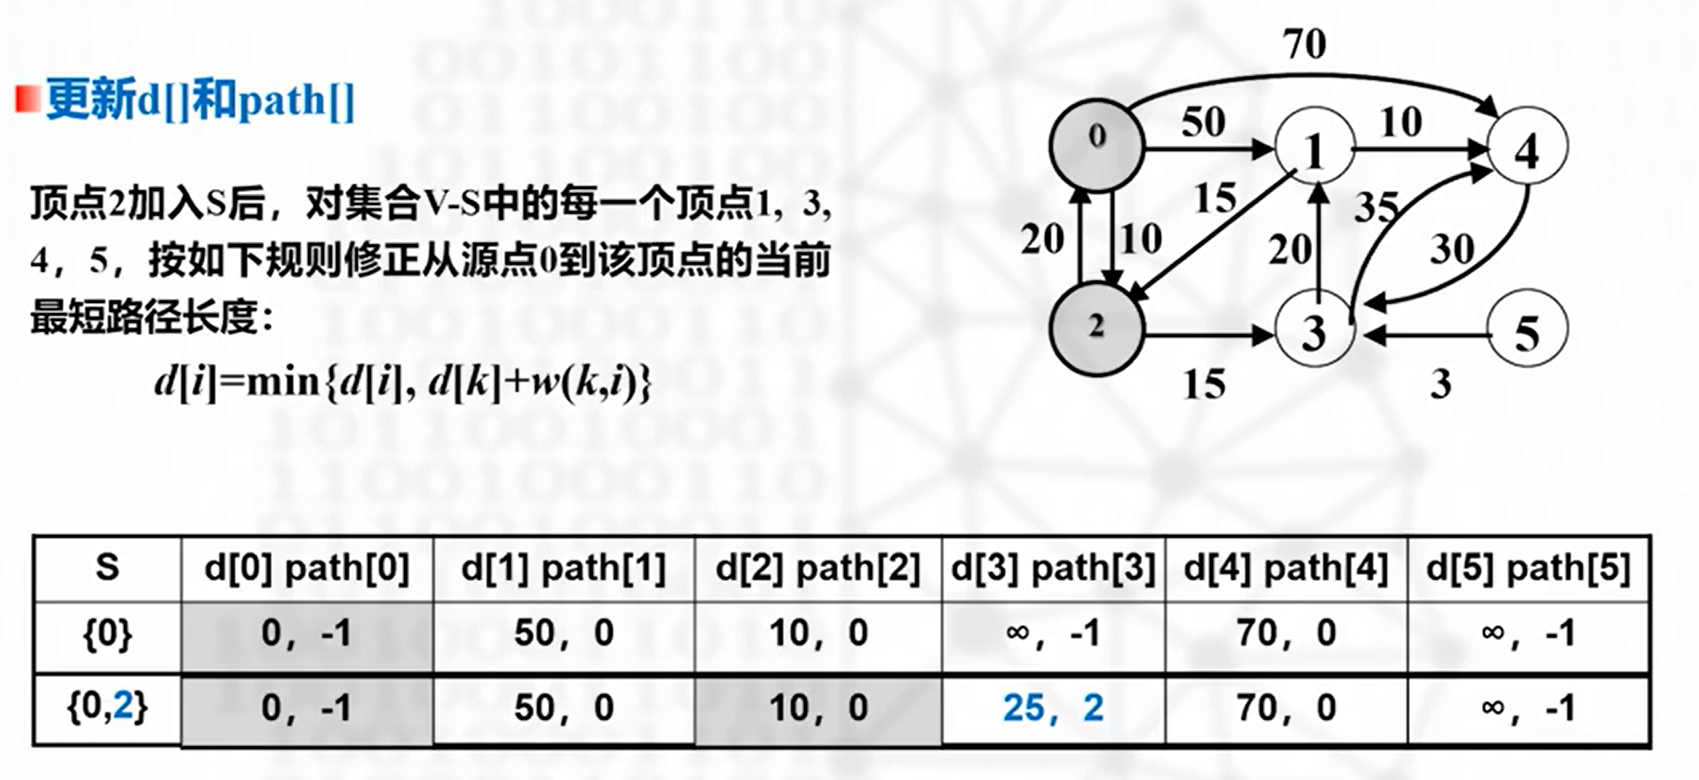 更新d[]和path[]
顶点2加入S后，对集合V-S中的每一个顶点1, 3,
4，5，按如下规则修正从源点0到该顶点的当前
最短路径长度：
d[i]=min{d[i], d[k]+w(k,i)}
70
0
50
1
10
4
15
35
20
10
20
30
2
3
5
15
3
S d[0] path[0] d[1] path[1] d[2] path[2] d[3] path[3] d[4] path[4] d[5] path[5]
{0} 0, -1 50, 0 10, 0 ∞, -1 70, 0 ∞, -1
{0,2} 0, -1 50, 0 10, 0 25, 2 70, 0 ∞, -1